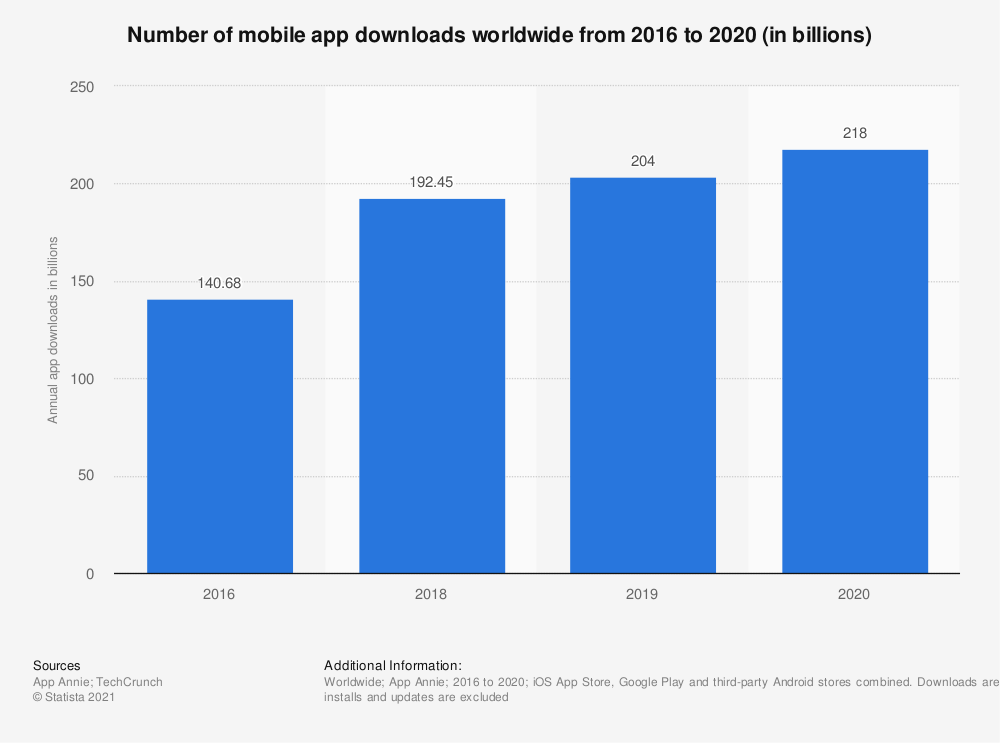 Number of mobile app downloads worldwide from 2016 to 2020 (in billions)
Annual app downloads in billions
250
200
150
100
50
0
140.68
192.45
204
218
2016
2018
2019
2020
Sources
App Annie; TechCrunch
© Statista 2021
Additional Information:
Worldwide; App Annie; 2016 to 2020; iOS App Store, Google Play and third-party Android stores combined. Downloads are
installs and updates are excluded